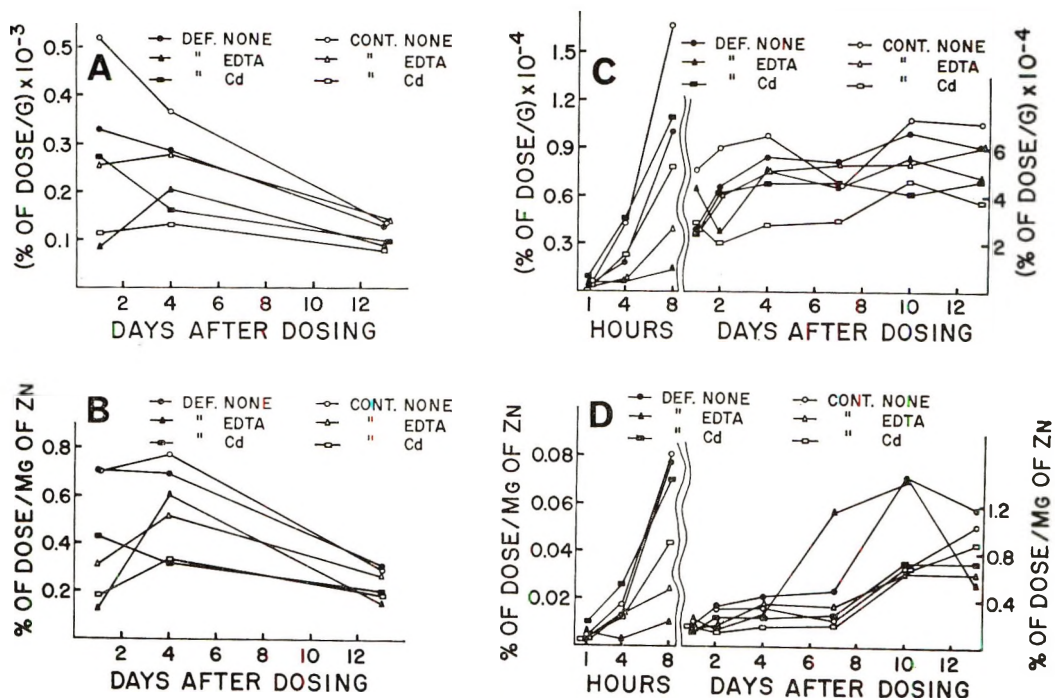 A
(% OF DOSE/G) x 10⁻³
DEF. NONE
" EDTA
" Cd
CONT. NONE
" EDTA
" Cd
0.5
0.4
0.3
0.2
0.1
2 4 6 8 10 12
DAYS AFTER DOSING
C
(% OF DOSE/G) x 10⁻⁴
DEF. NONE
" EDTA
" Cd
CONT. NONE
" EDTA
" Cd
1.5
1.2
0.9
0.6
0.3
6
4
2
(% OF DOSE/G) x 10⁻⁴
1 4 8 2 4 6 8 10 12
HOURS DAYS AFTER DOSING
B
% OF DOSE/MG OF ZN
DEF. NONE
" EDTA
" Cd
CONT. NONE
" EDTA
" Cd
0.8
0.6
0.4
0.2
2 4 6 8 10 12
DAYS AFTER DOSING
D
% OF DOSE/MG OF ZN
DEF. NONE
" EDTA
" Cd
CONT. NONE
" EDTA
" Cd
0.08
0.06
0.04
0.02
1.2
0.8
0.4
% OF DOSE/MG OF ZN
1 4 8 2 4 6 8 10 12
HOURS DAYS AFTER DOSING